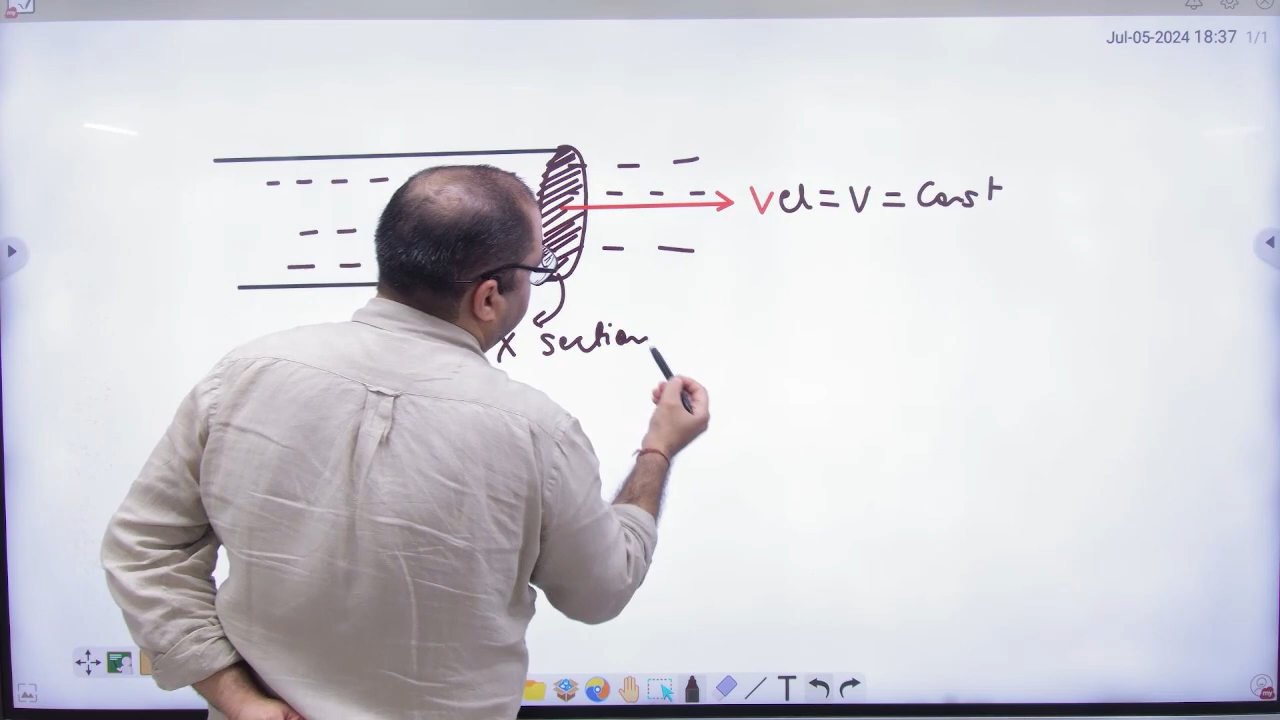 Jul-05-2024 18:37 1/1
Vel = V = Const
X section
T